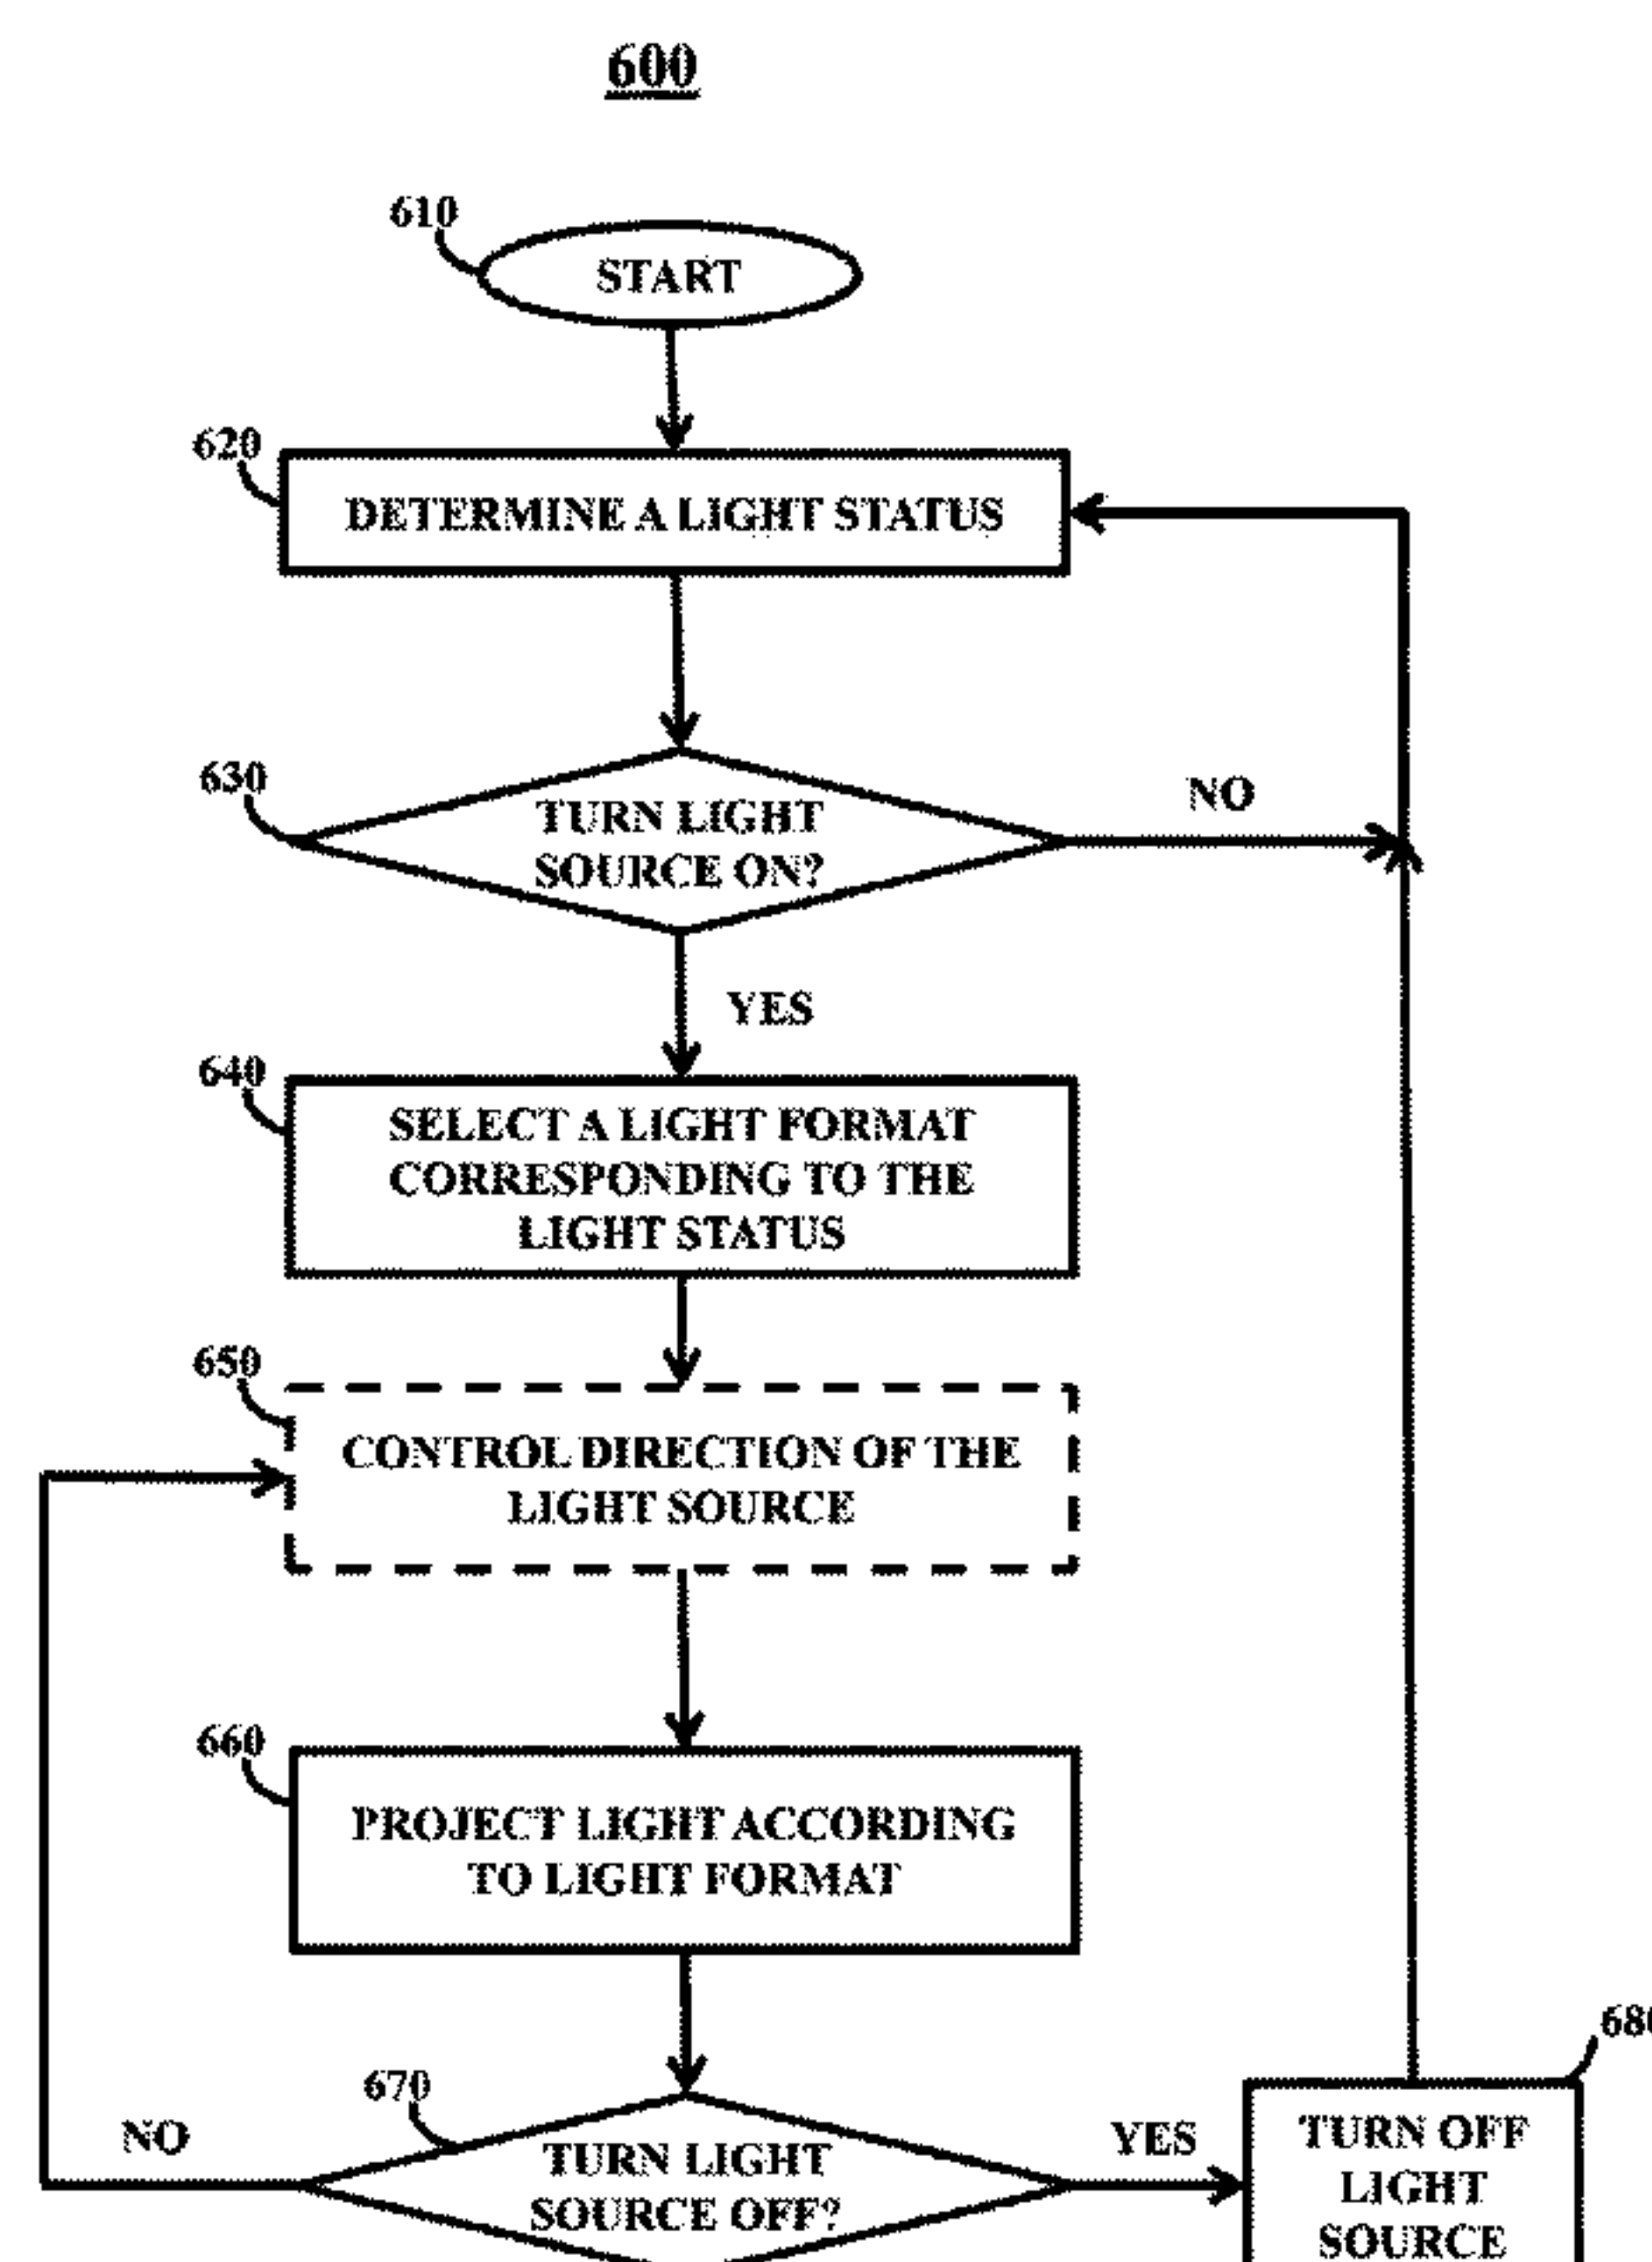 600
610
START
620
DETERMINE A LIGHT STATUS
630
TURN LIGHT
SOURCE ON?
NO
YES
640
SELECT A LIGHT FORMAT
CORRESPONDING TO THE
LIGHT STATUS
650
CONTROL DIRECTION OF THE
LIGHT SOURCE
660
PROJECT LIGHT ACCORDING
TO LIGHT FORMAT
670
NO
TURN LIGHT
SOURCE OFF?
YES
680
TURN OFF
LIGHT
SOURCE